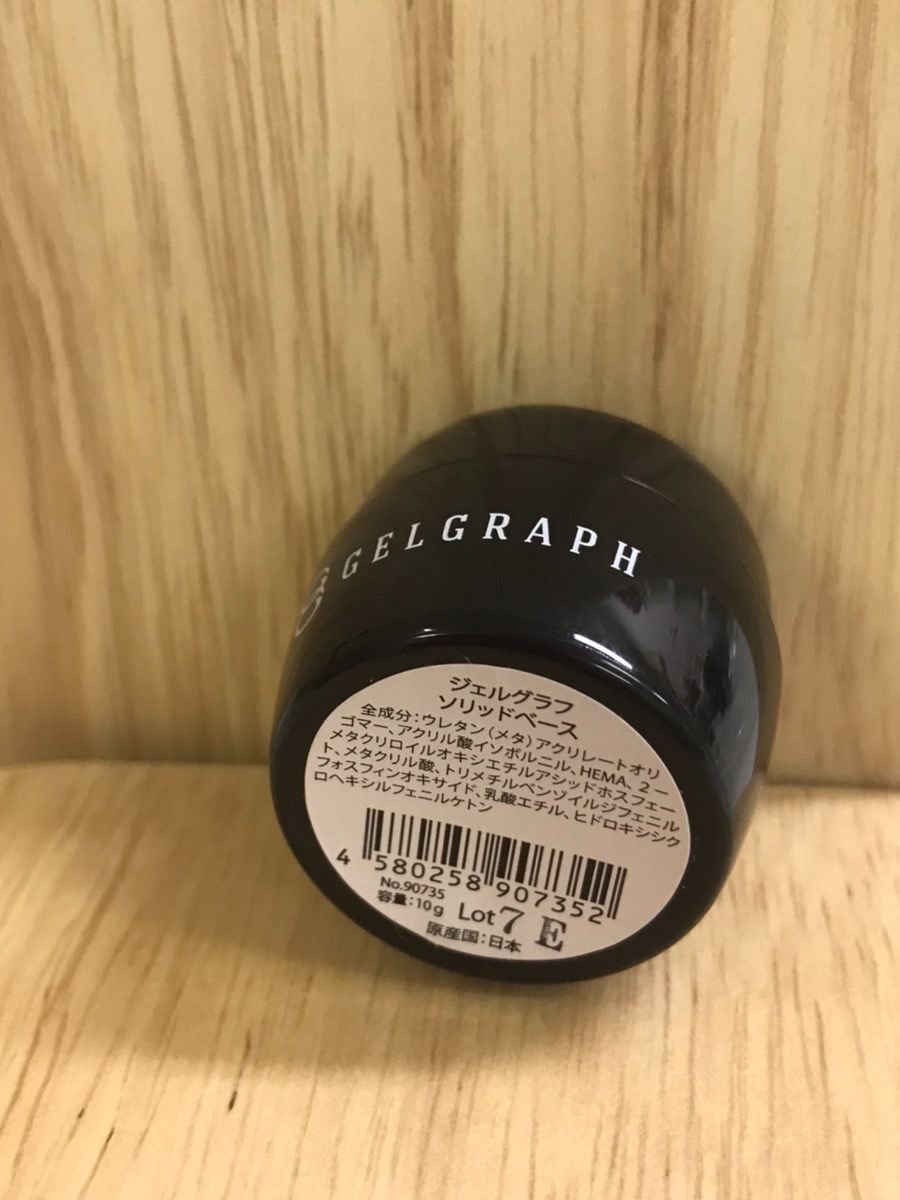 GELGRAPH
ジェルグラフ
ソリッドベース
全成分：ウレタン（メタ）アクリレートオリ
ゴマー、アクリル酸イソボルニル、HEMA、2－
メタクリロイルオキシエチルアシッドホスフェー
ト、メタクリル酸、トリメチルベンゾイルジフェニル
フォスフィンオキサイド、乳酸エチル、ヒドロキシシク
ロヘキシルフェニルケトン
4 580258 907352
No.90735
容量：10g Lot 7 E
原産国：日本